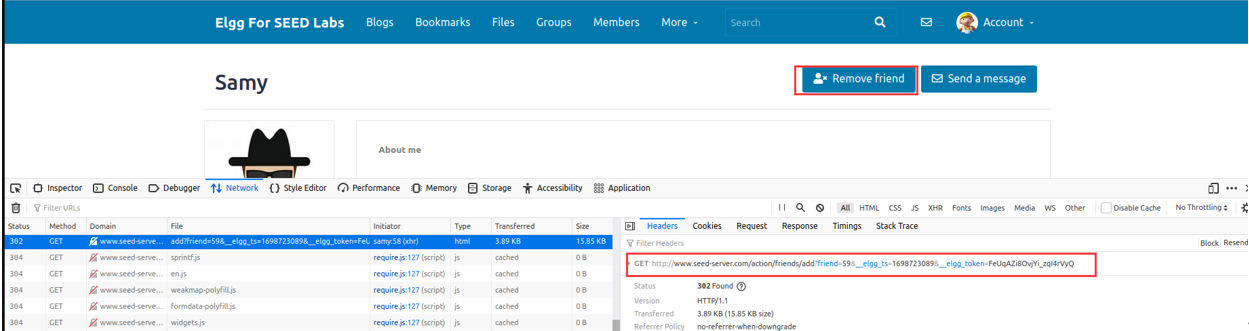 Elgg For SEED Labs Blogs Bookmarks Files Groups Members More Search Account
Samy Remove friend Send a message
About me
Inspector Console Debugger Network Style Editor Performance Memory Storage Accessibility Application
Filter URLs All HTML CSS JS XHR Fonts Images Media WS Other Disable Cache No Throttling
Status Method Domain File Initiator Type Transferred Size
302 GET www.seed-serve... add?friend=59&__elgg_ts=1698723089&__elgg_token=FeU samy:58 (xhr) html 3.89 KB 15.85 KB
304 GET www.seed-serve... sprintf.js require.js:127 (script) js cached 0 B
304 GET www.seed-serve... en.js require.js:127 (script) js cached 0 B
304 GET www.seed-serve... weakmap-polyfill.js require.js:127 (script) js cached 0 B
304 GET www.seed-serve... formdata-polyfill.js require.js:127 (script) js cached 0 B
304 GET www.seed-serve... widgets.js require.js:127 (script) js cached 0 B
Headers Cookies Request Response Timings Stack Trace
Filter Headers Block Resend
GET http://www.seed-server.com/action/friends/add?friend=59&__elgg_ts=1698723089&__elgg_token=FeUqAZi8OvjYi_zqI4rVyQ
Status 302 Found
Version HTTP/1.1
Transferred 3.89 KB (15.85 KB size)
Referrer Policy no-referrer-when-downgrade